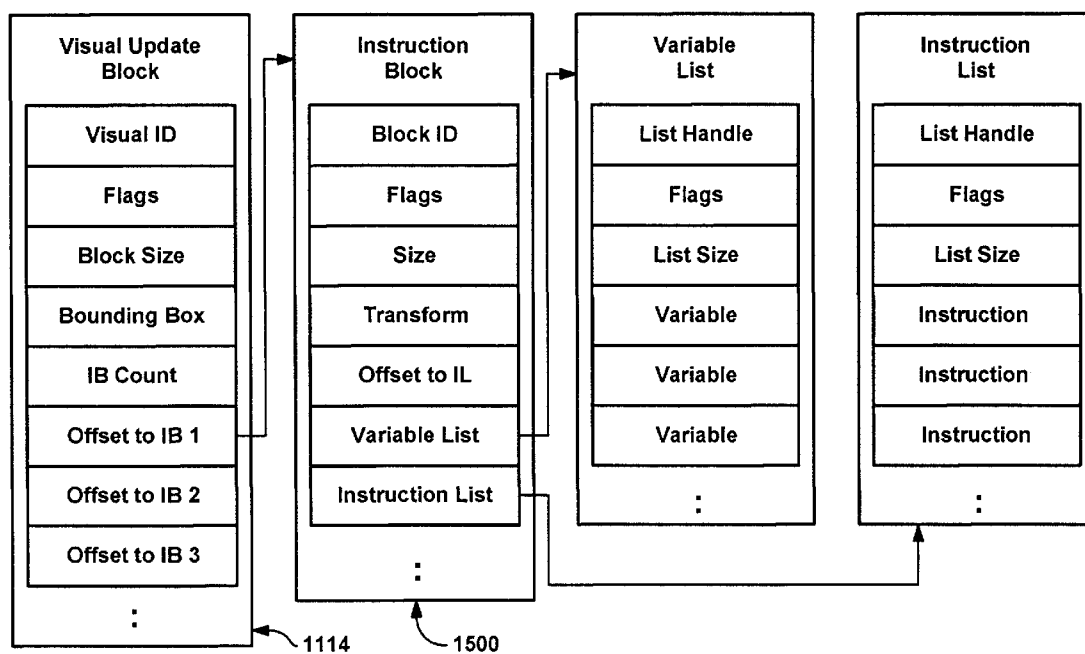 Visual Update
Block
Visual ID
Flags
Block Size
Bounding Box
IB Count
Offset to IB 1
Offset to IB 2
Offset to IB 3
:
1114
Instruction
Block
Block ID
Flags
Size
Transform
Offset to IL
Variable List
Instruction List
:
1500
Variable
List
List Handle
Flags
List Size
Variable
Variable
Variable
:
Instruction
List
List Handle
Flags
List Size
Instruction
Instruction
Instruction
: